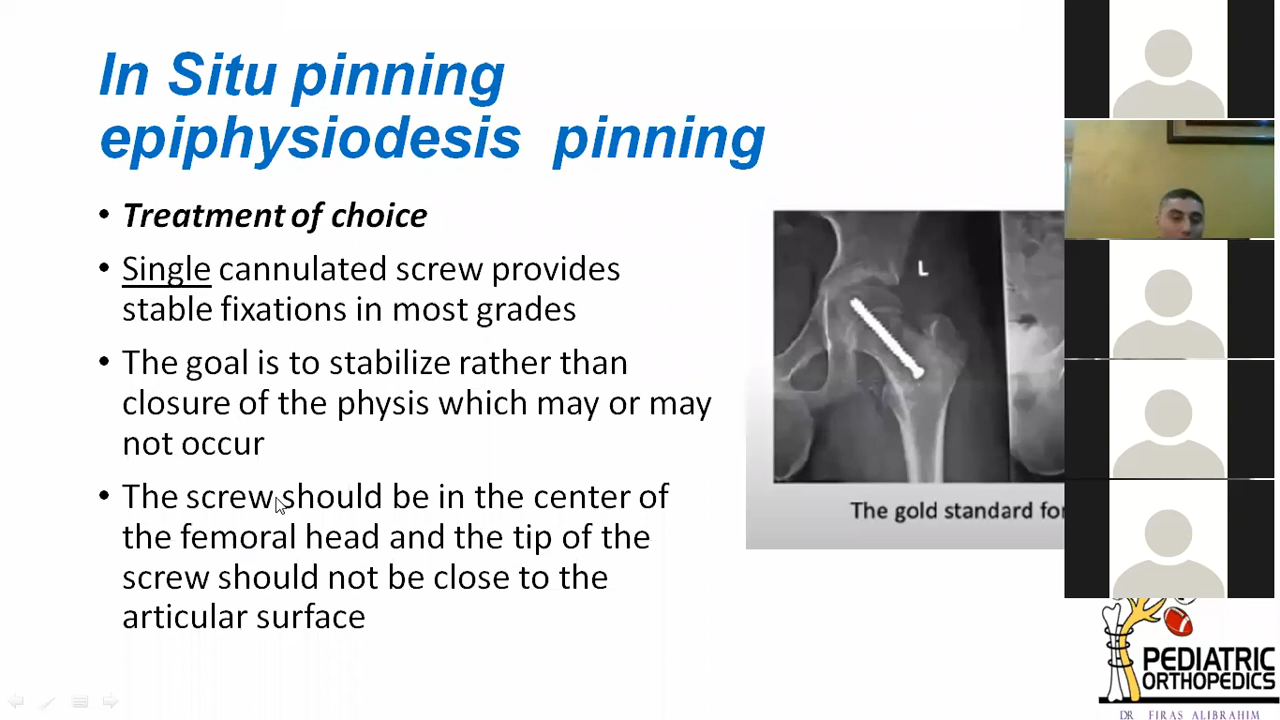 In Situ pinning
epiphysiodesis pinning
• Treatment of choice
• Single cannulated screw provides
stable fixations in most grades
• The goal is to stabilize rather than
closure of the physis which may or may
not occur
• The screw should be in the center of
the femoral head and the tip of the
screw should not be close to the
articular surface
L
The gold standard for
PEDIATRIC
ORTHOPEDICS
DR FIRAS ALIBRAHIM